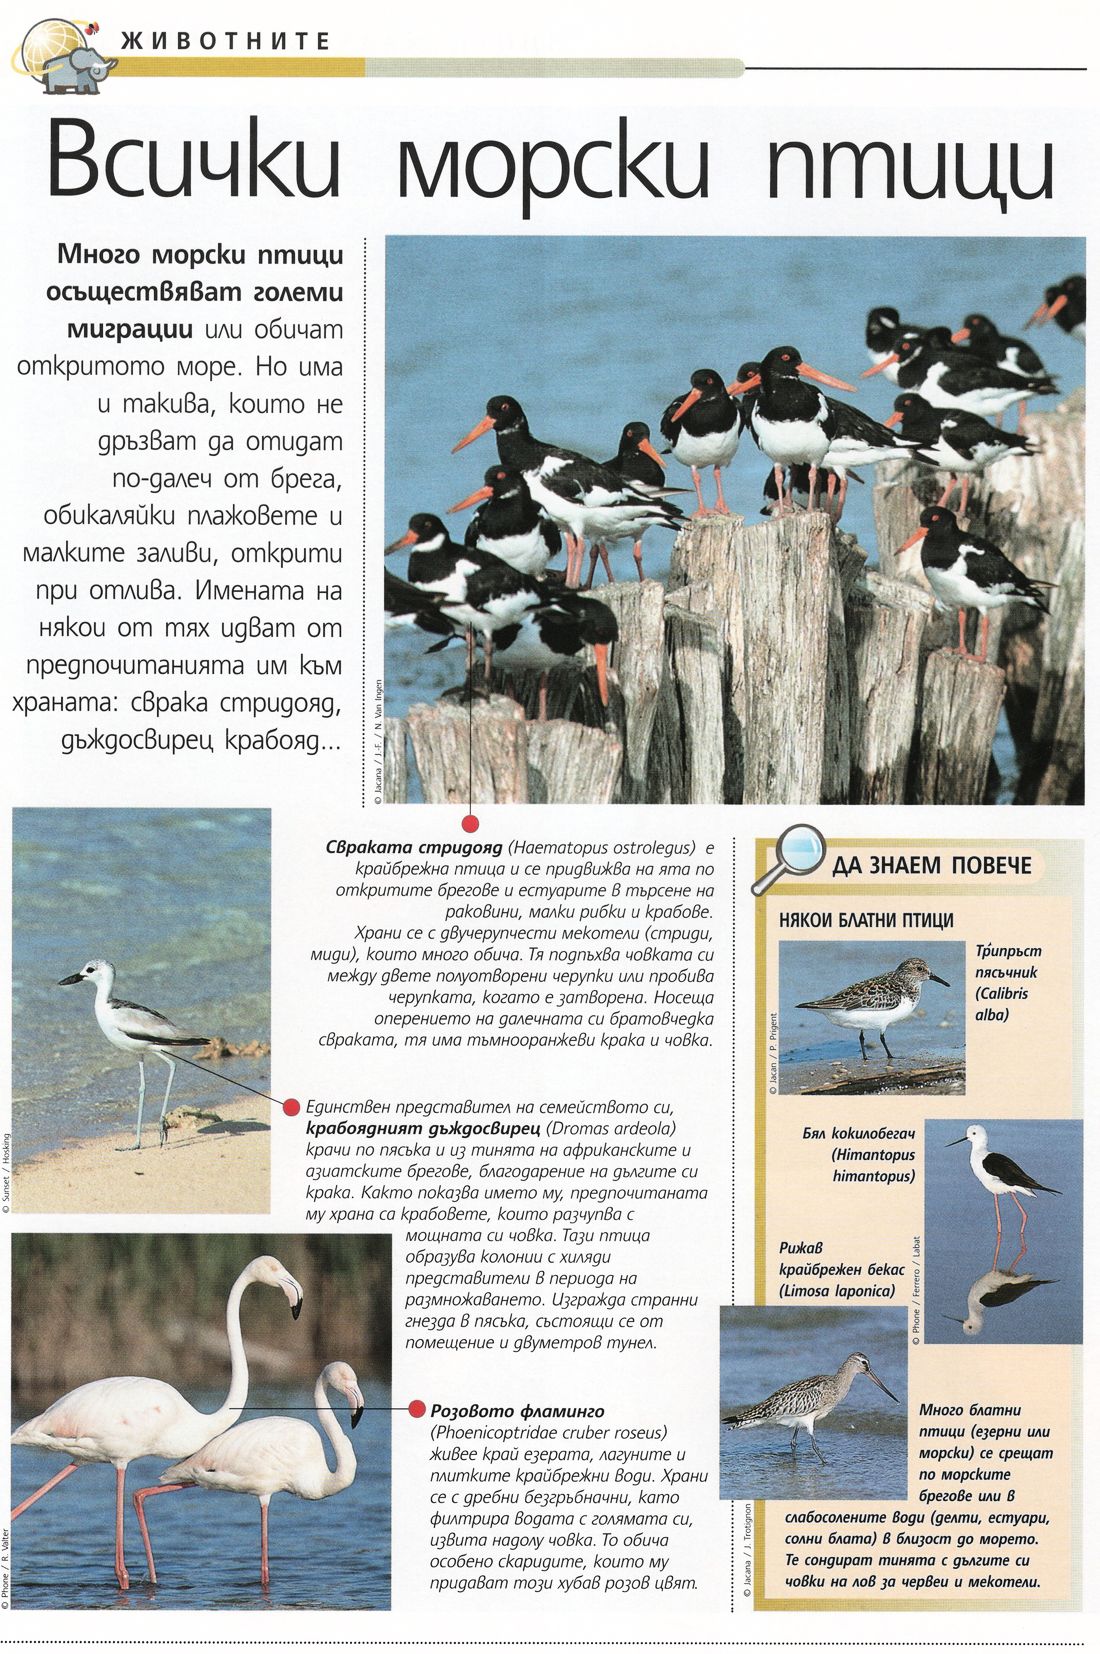 ЖИВОТНИТЕ
Всички морски птици
Много морски птици
осъществяват големи
миграции или обичат
откритото море. Но има
и такива, които не
дръзват да отидат
по-далеч от брега,
обикаляйки плажовете и
малките заливи, открити
при отлива. Имената на
някои от тях идват от
предпочитанията им към
храната: сврака стридояд,
дъждосвирец крабояд...
© Jacana / J.-F. / N. Van Ingen
Свраката стридояд (Haematopus ostrolegus) е
крайбрежна птица и се придвижва на ята по
откритите брегове и естуарите в търсене на
раковини, малки рибки и крабове.
Храни се с двучерупчести мекотели (стриди,
миди), които много обича. Тя подпъхва човката си
между двете полуотворени черупки или пробива
черупката, когато е затворена. Носеща
оперението на далечната си братовчедка
свраката, тя има тъмнооранжеви крака и човка.
© Sunset / Hosking
Единствен представител на семейството си,
крабоядният дъждосвирец (Dromas ardeola)
крачи по пясъка и из тинята на африканските и
азиатските брегове, благодарение на дългите си
крака. Както показва името му, предпочитаната
му храна са крабовете, които разчупва с
мощната си човка. Тази птица
образува колонии с хиляди
представители в периода на
размножаването. Изгражда странни
гнезда в пясъка, състоящи се от
помещение и двуметров тунел.
© Phone / R. Valter
Розовото фламинго
(Phoenicoptridae cruber roseus)
живее край езерата, лагуните и
плитките крайбрежни води. Храни
се с дребни безгръбначни, като
филтрира водата с голямата си,
извита надолу човка. То обича
особено скаридите, които му
придават този хубав розов цвят.
ДА ЗНАЕМ ПОВЕЧЕ
НЯКОИ БЛАТНИ ПТИЦИ
© Jacan / P. Prigent
Трипръст
пясъчник
(Calibris
alba)
Бял кокилобегач
(Himantopus
himantopus)
© Phone / Ferrero / Labat
Рижав
крайбрежен бекас
(Limosa laponica)
© Jacana / J. Trotignon
Много блатни
птици (езерни или
морски) се срещат
по морските
брегове или в
слабосолените води (делти, естуари,
солни блата) в близост до морето.
Те сондират тинята с дългите си
човки на лов за червеи и мекотели.